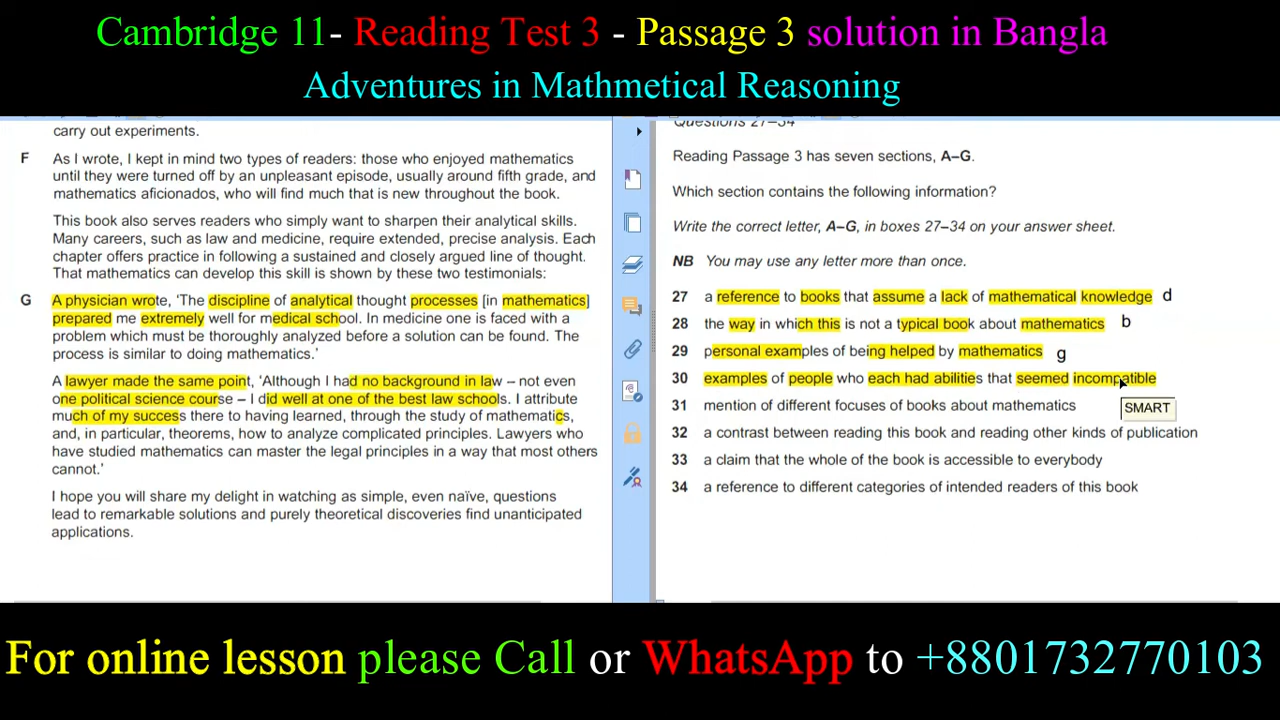 Cambridge 11- Reading Test 3 - Passage 3 solution in Bangla
Adventures in Mathmetical Reasoning
carry out experiments.
F As I wrote, I kept in mind two types of readers: those who enjoyed mathematics
until they were turned off by an unpleasant episode, usually around fifth grade, and
mathematics aficionados, who will find much that is new throughout the book.
This book also serves readers who simply want to sharpen their analytical skills.
Many careers, such as law and medicine, require extended, precise analysis. Each
chapter offers practice in following a sustained and closely argued line of thought.
That mathematics can develop this skill is shown by these two testimonials:
G A physician wrote, 'The discipline of analytical thought processes [in mathematics]
prepared me extremely well for medical school. In medicine one is faced with a
problem which must be thoroughly analyzed before a solution can be found. The
process is similar to doing mathematics.'
A lawyer made the same point, 'Although I had no background in law – not even
one political science course – I did well at one of the best law schools. I attribute
much of my success there to having learned, through the study of mathematics,
and, in particular, theorems, how to analyze complicated principles. Lawyers who
have studied mathematics can master the legal principles in a way that most others
cannot.'
I hope you will share my delight in watching as simple, even naïve, questions
lead to remarkable solutions and purely theoretical discoveries find unanticipated
applications.
Questions 27–34
Reading Passage 3 has seven sections, A–G.
Which section contains the following information?
Write the correct letter, A–G, in boxes 27–34 on your answer sheet.
NB You may use any letter more than once.
27 a reference to books that assume a lack of mathematical knowledge d
28 the way in which this is not a typical book about mathematics b
29 personal examples of being helped by mathematics g
30 examples of people who each had abilities that seemed incompatible
31 mention of different focuses of books about mathematics
SMART
32 a contrast between reading this book and reading other kinds of publication
33 a claim that the whole of the book is accessible to everybody
34 a reference to different categories of intended readers of this book
For online lesson please Call or WhatsApp to +8801732770103